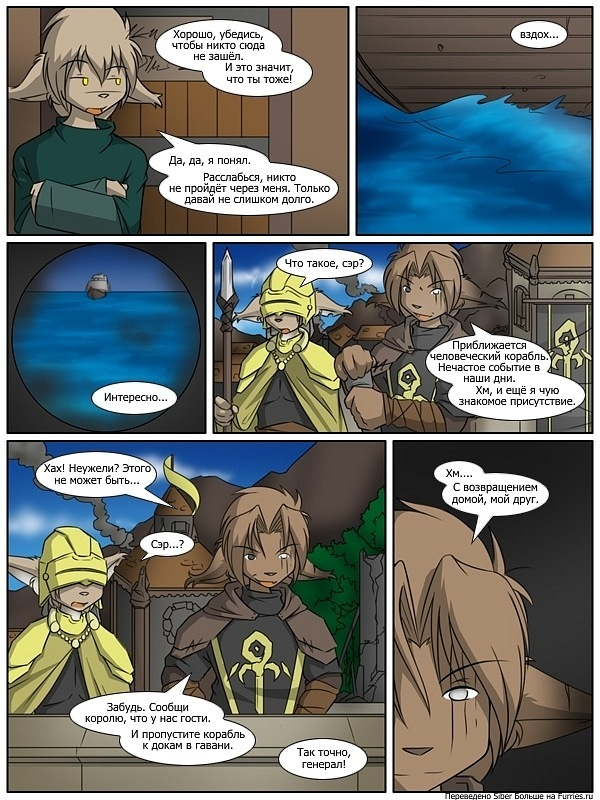 Хорошо, убедись,
чтобы никто сюда
не зашёл.
И это значит,
что ты тоже!
Да, да, я понял.
Расслабься, никто
не пройдёт через меня. Только
давай не слишком долго.
вздох...
Интересно...
Что такое, сэр?
Приближается
человеческий корабль.
Нечастое событие в
наши дни.
Хм, и ещё я чую
знакомое присутствие.
Хах! Неужели? Этого
не может быть...
Сэр...?
Забудь. Сообщи
королю, что у нас гости.
И пропустите корабль
к докам в гавани.
Так точно,
генерал!
Хм....
С возвращением
домой, мой друг.
Переведено Siber Больше на Furries.ru